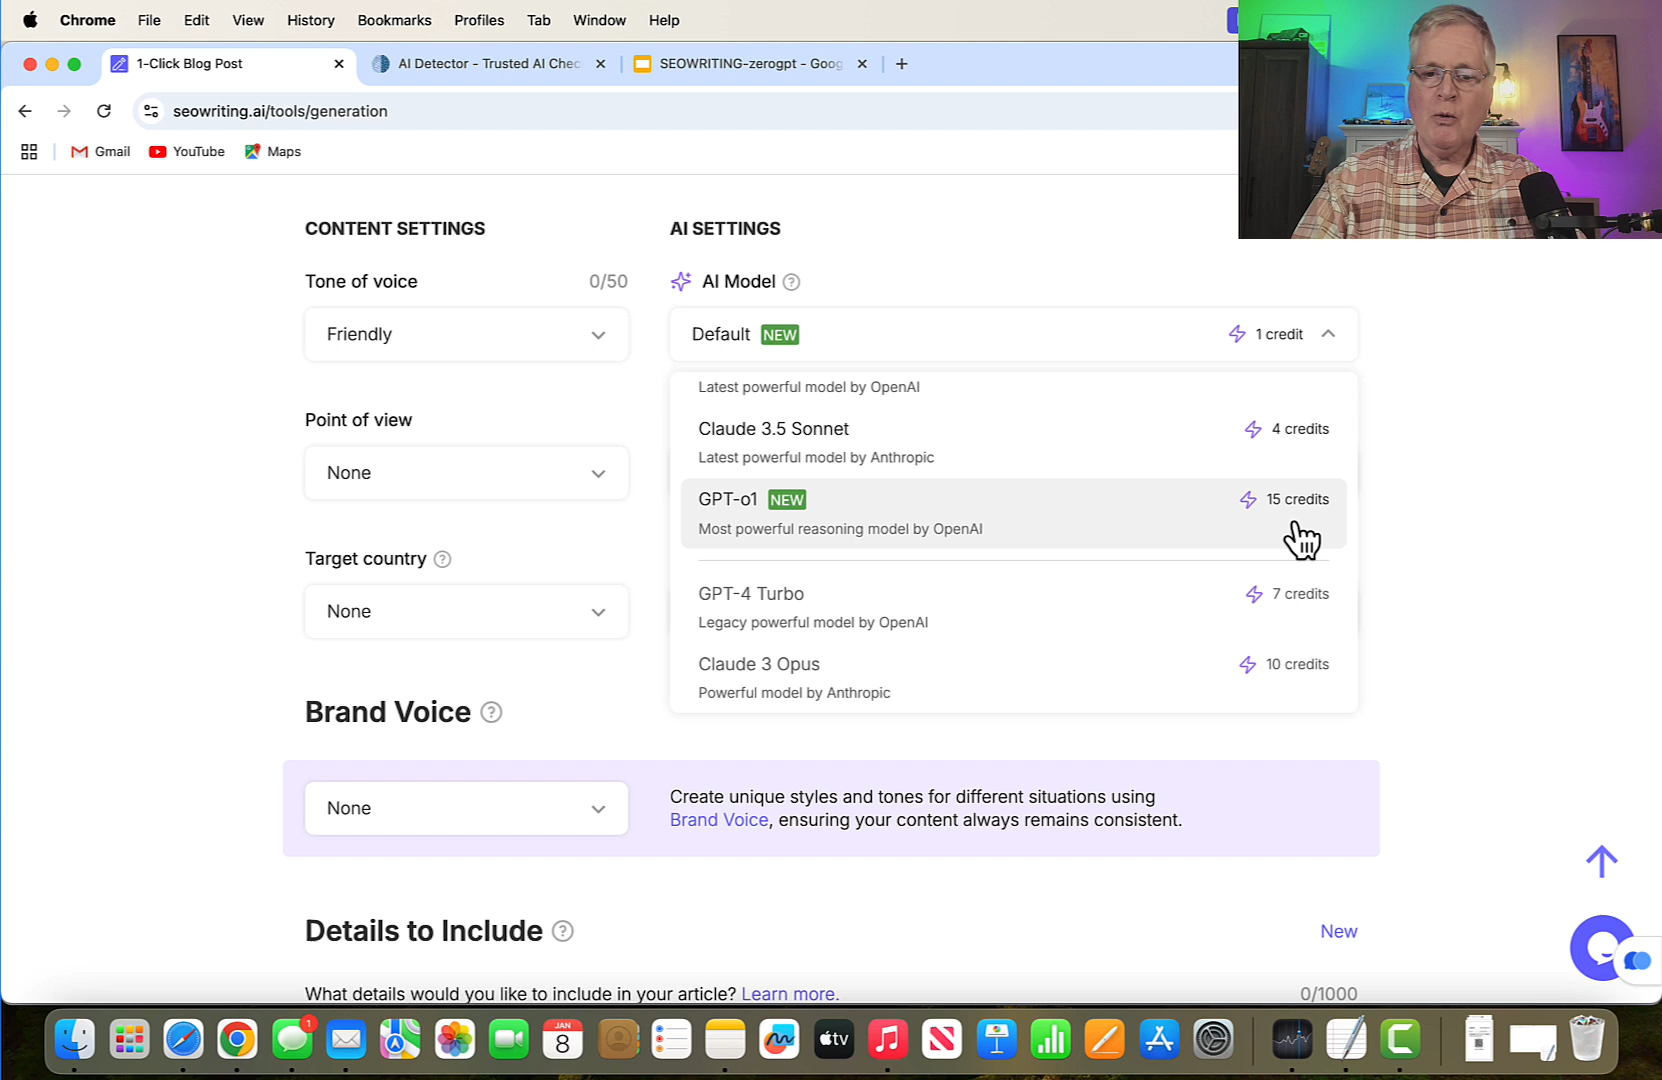 Chrome File Edit View History Bookmarks Profiles Tab Window Help
1-Click Blog Post
AI Detector - Trusted AI Chec
SEOWRITING-zerogpt - Goog
seowriting.ai/tools/generation
Gmail YouTube Maps
CONTENT SETTINGS
AI SETTINGS
Tone of voice 0/50
AI Model ?
Friendly
Default NEW 1 credit
Latest powerful model by OpenAI
Point of view
Claude 3.5 Sonnet 4 credits
Latest powerful model by Anthropic
None
GPT-o1 NEW 15 credits
Most powerful reasoning model by OpenAI
Target country ?
GPT-4 Turbo 7 credits
None
Legacy powerful model by OpenAI
Claude 3 Opus 10 credits
Powerful model by Anthropic
Brand Voice ?
None
Create unique styles and tones for different situations using
Brand Voice, ensuring your content always remains consistent.
Details to Include ? New
What details would you like to include in your article? Learn more. 0/1000
1
JAN
8
tv